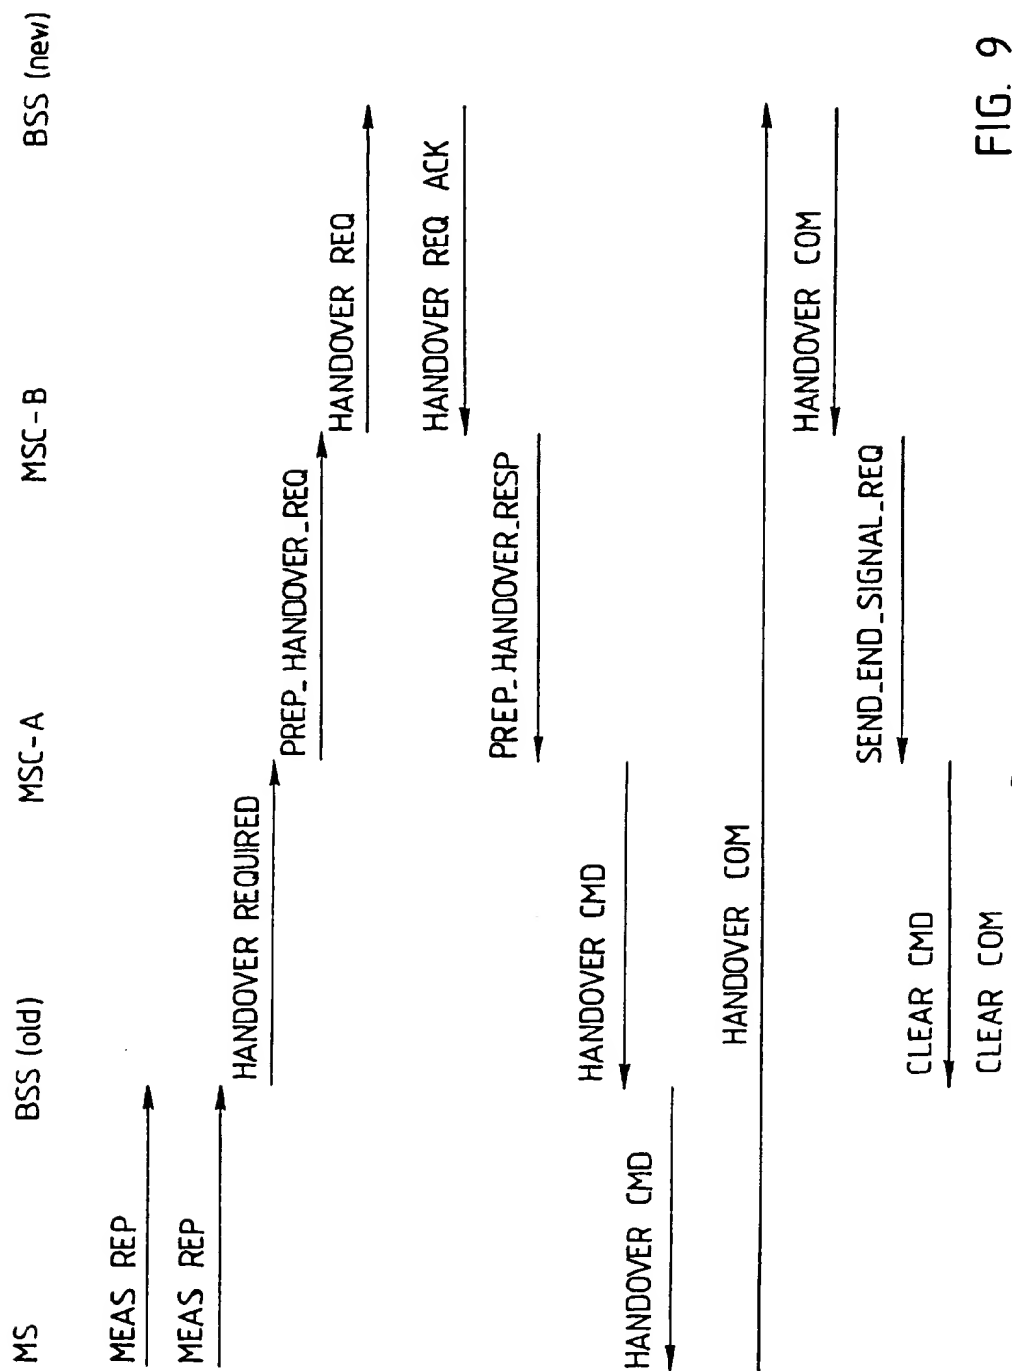 MS
BSS (old)
MSC-A
MSC-B
BSS (new)
MEAS REP
MEAS REP
HANDOVER REQUIRED
PREP_HANDOVER_REQ
HANDOVER REQ
HANDOVER REQ ACK
PREP_HANDOVER_RESP
HANDOVER CMD
HANDOVER CMD
HANDOVER COM
HANDOVER COM
SEND_END_SIGNAL_REQ
CLEAR CMD
CLEAR COM
FIG. 9